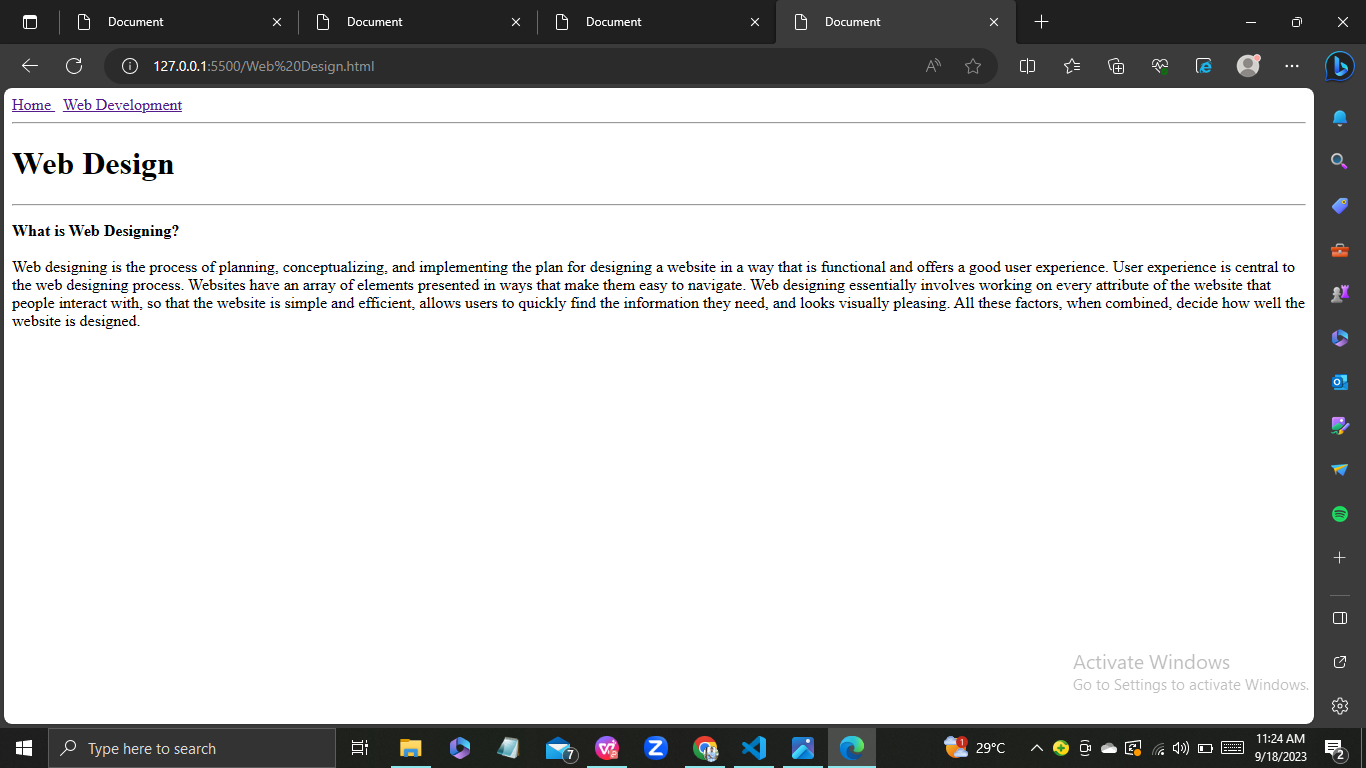 Document
Document
Document
Document
127.0.0.1:5500/Web%20Design.html
Home Web Development
Web Design
What is Web Designing?
Web designing is the process of planning, conceptualizing, and implementing the plan for designing a website in a way that is functional and offers a good user experience. User experience is central to
the web designing process. Websites have an array of elements presented in ways that make them easy to navigate. Web designing essentially involves working on every attribute of the website that
people interact with, so that the website is simple and efficient, allows users to quickly find the information they need, and looks visually pleasing. All these factors, when combined, decide how well the
website is designed.
Activate Windows
Go to Settings to activate Windows.
Type here to search
7
1
29°C
11:24 AM
9/18/2023
2